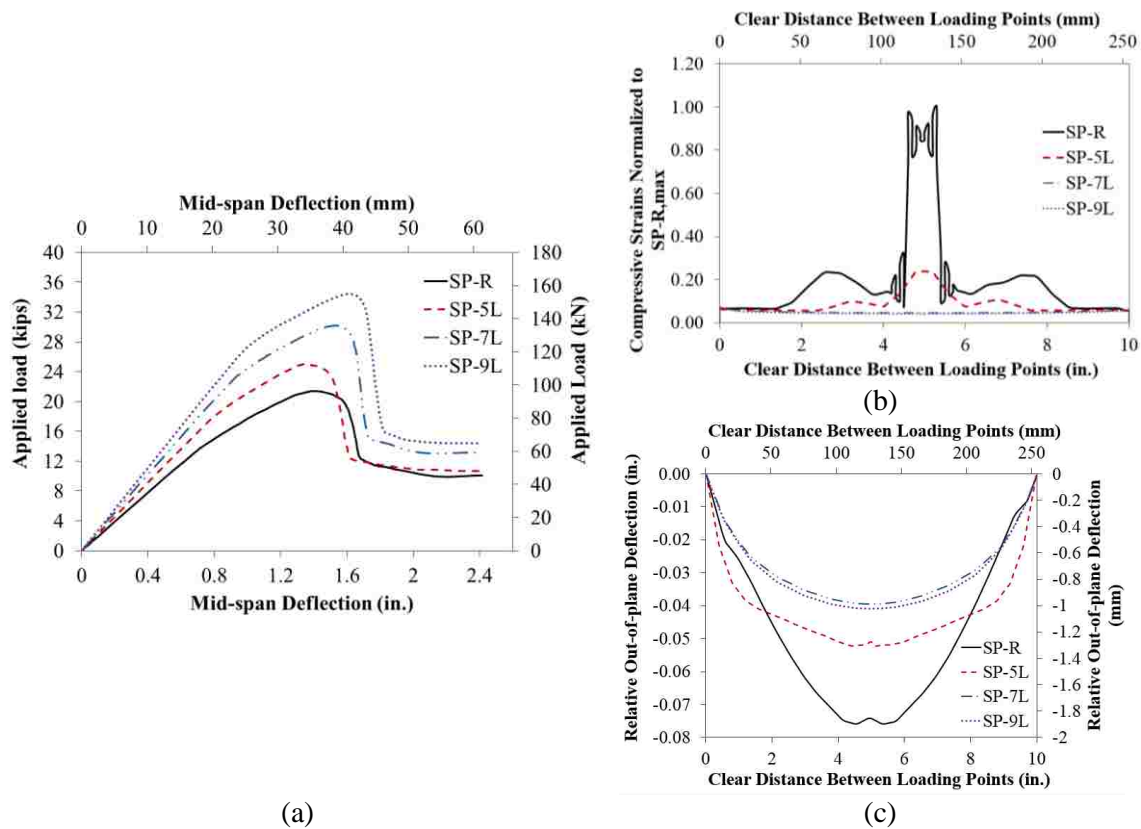 Mid-span Deflection (mm)
0 10 20 30 40 50 60
Applied load (kips)
40
36
32
28
24
20
16
12
8
4
0
180
160
140
120
100
80
60
40
20
0
Applied Load (kN)
SP-R
SP-5L
SP-7L
SP-9L
0 0.4 0.8 1.2 1.6 2 2.4
Mid-span Deflection (in.)
(a)
Clear Distance Between Loading Points (mm)
0 50 100 150 200 250
Compressive Strains Normalized to
SP-R,max
1.20
1.00
0.80
0.60
0.40
0.20
0.00
SP-R
SP-5L
SP-7L
SP-9L
0 2 4 6 8 10
Clear Distance Between Loading Points (in.)
(b)
Clear Distance Between Loading Points (mm)
0 50 100 150 200 250
Relative Out-of-plane Deflection (in.)
0.00
-0.01
-0.02
-0.03
-0.04
-0.05
-0.06
-0.07
-0.08
0
-0.2
-0.4
-0.6
-0.8
-1
-1.2
-1.4
-1.6
-1.8
-2
Relative Out-of-plane Deflection
(mm)
SP-R
SP-5L
SP-7L
SP-9L
0 2 4 6 8 10
Clear Distance Between Loading Points (in.)
(c)